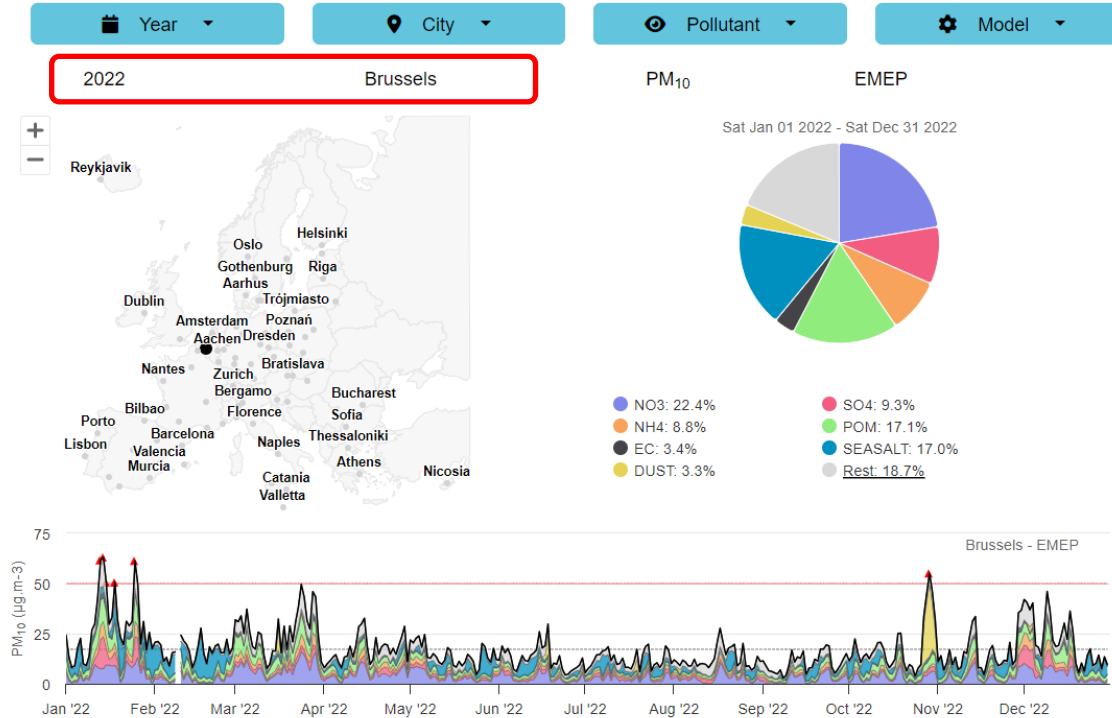 Year City Pollutant Model
2022 Brussels PM₁₀ EMEP
+
−
Sat Jan 01 2022 - Sat Dec 31 2022
Reykjavik
Helsinki
Oslo
Gothenburg Riga
Aarhus
Trójmiasto
Dublin
Amsterdam Poznań
Aachen Dresden
Nantes
Zurich Bratislava
Bergamo
Bucharest
Bilbao Florence Sofia
Porto
Barcelona Thessaloniki
Lisbon Naples
Valencia
Murcia Athens
Nicosia
Catania
Valletta
NO3: 22.4% SO4: 9.3%
NH4: 8.8% POM: 17.1%
EC: 3.4% SEASALT: 17.0%
DUST: 3.3% Rest: 18.7%
Brussels - EMEP
PM₁₀ (µg.m-3)
75
50
25
0
Jan '22 Feb '22 Mar '22 Apr '22 May '22 Jun '22 Jul '22 Aug '22 Sep '22 Oct '22 Nov '22 Dec '22